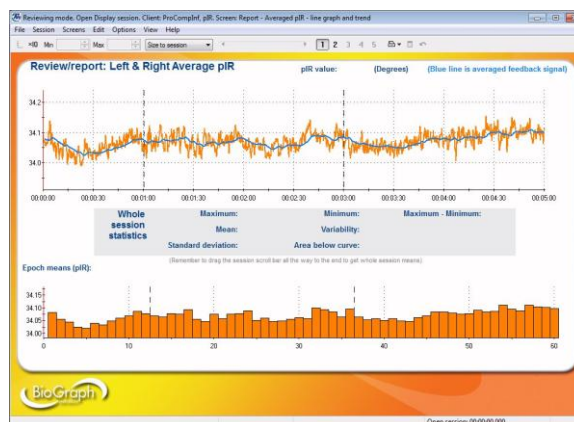 Reviewing mode. Open Display session. Client: ProCompInf, pIR. Screen: Report - Averaged pIR - line graph and trend
File Session Screens Edit Options View Help
Min Max Size to session 1 2 3 4 5
Review/report: Left & Right Average pIR pIR value: (Degrees) (Blue line is averaged feedback signal)
34.2
34.1
34.0
00:00:00 00:00:30 00:01:00 00:01:30 00:02:00 00:02:30 00:03:00 00:03:30 00:04:00 00:04:30 00:05:00
Whole session statistics
Maximum: Minimum: Maximum - Minimum:
Mean: Variability:
Standard deviation: Area below curve:
(Remember to drag the session scroll bar all the way to the end to get whole session means)
Epoch means (pIR):
34.15
34.10
34.05
34.00
0 10 20 30 40 50 60
BioGraph
Open session: 00:00:00.000